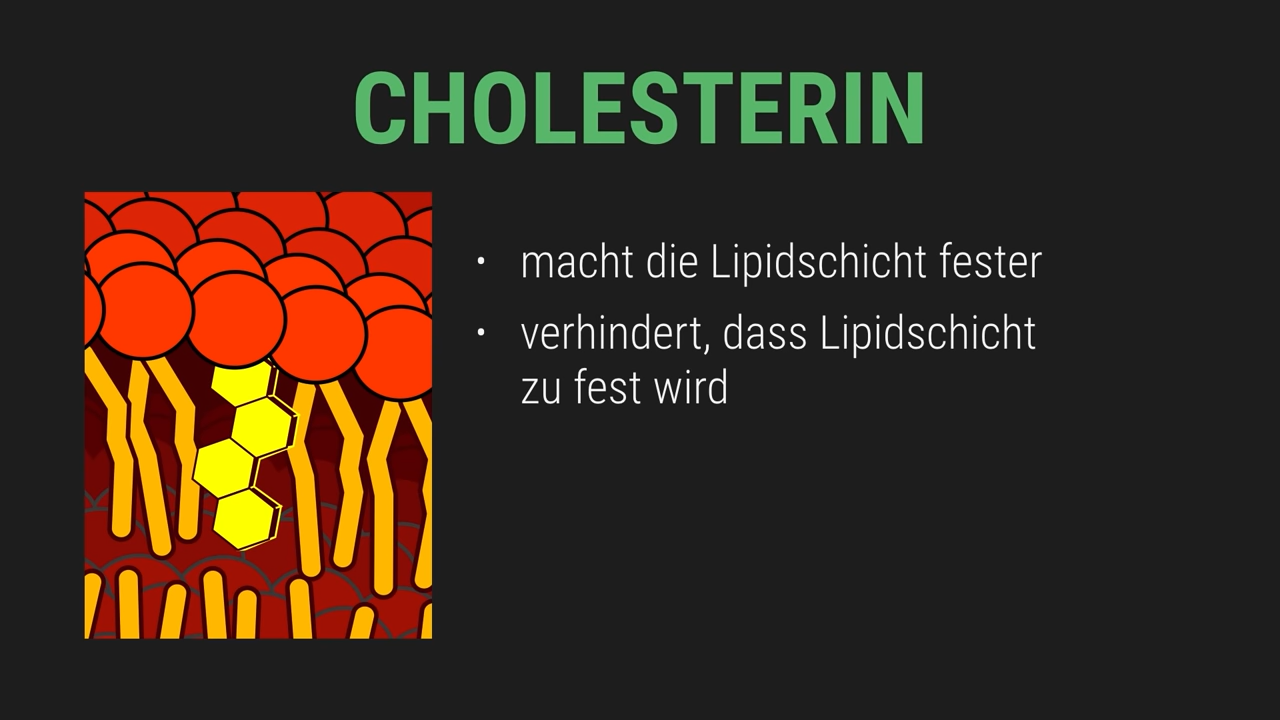 CHOLESTERIN
• macht die Lipidschicht fester
• verhindert, dass Lipidschicht
zu fest wird